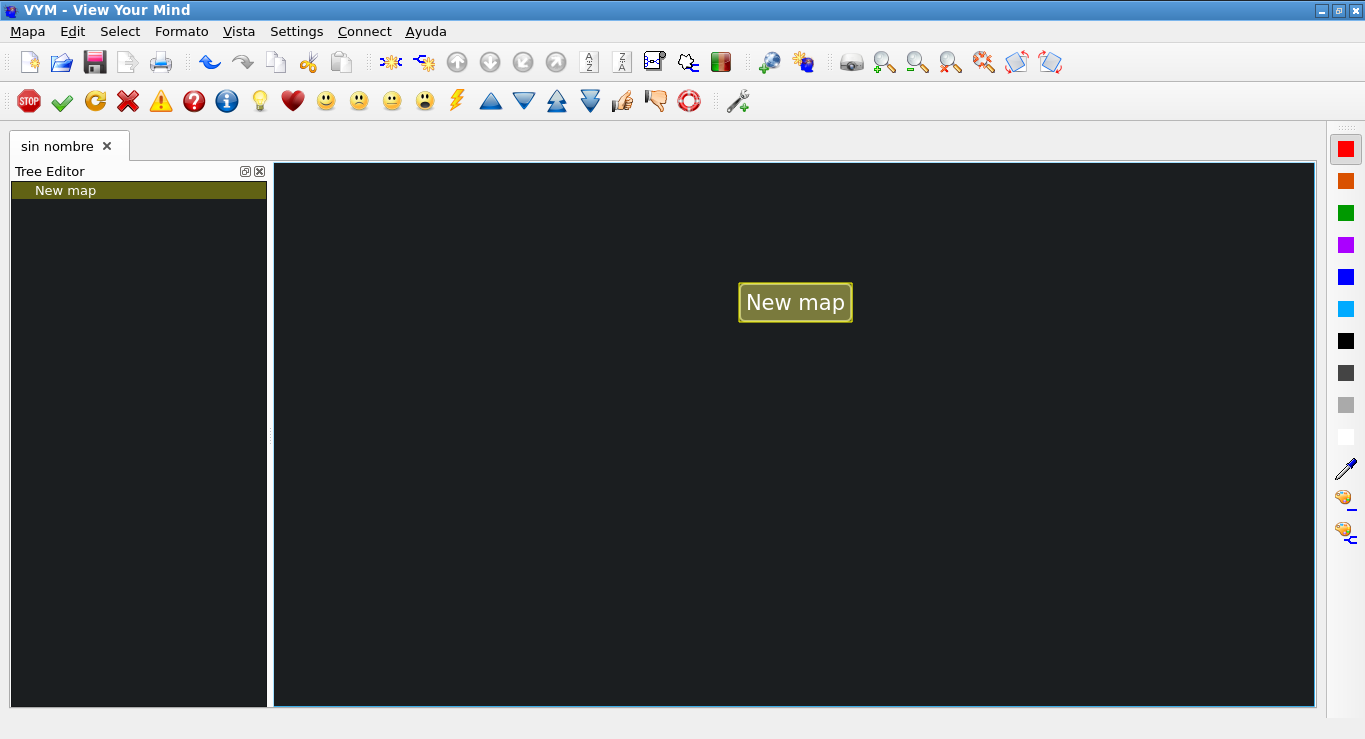 VYM - View Your Mind
Mapa Edit Select Formato Vista Settings Connect Ayuda
A Z
Z A
STOP
sin nombre
Tree Editor
New map
New map